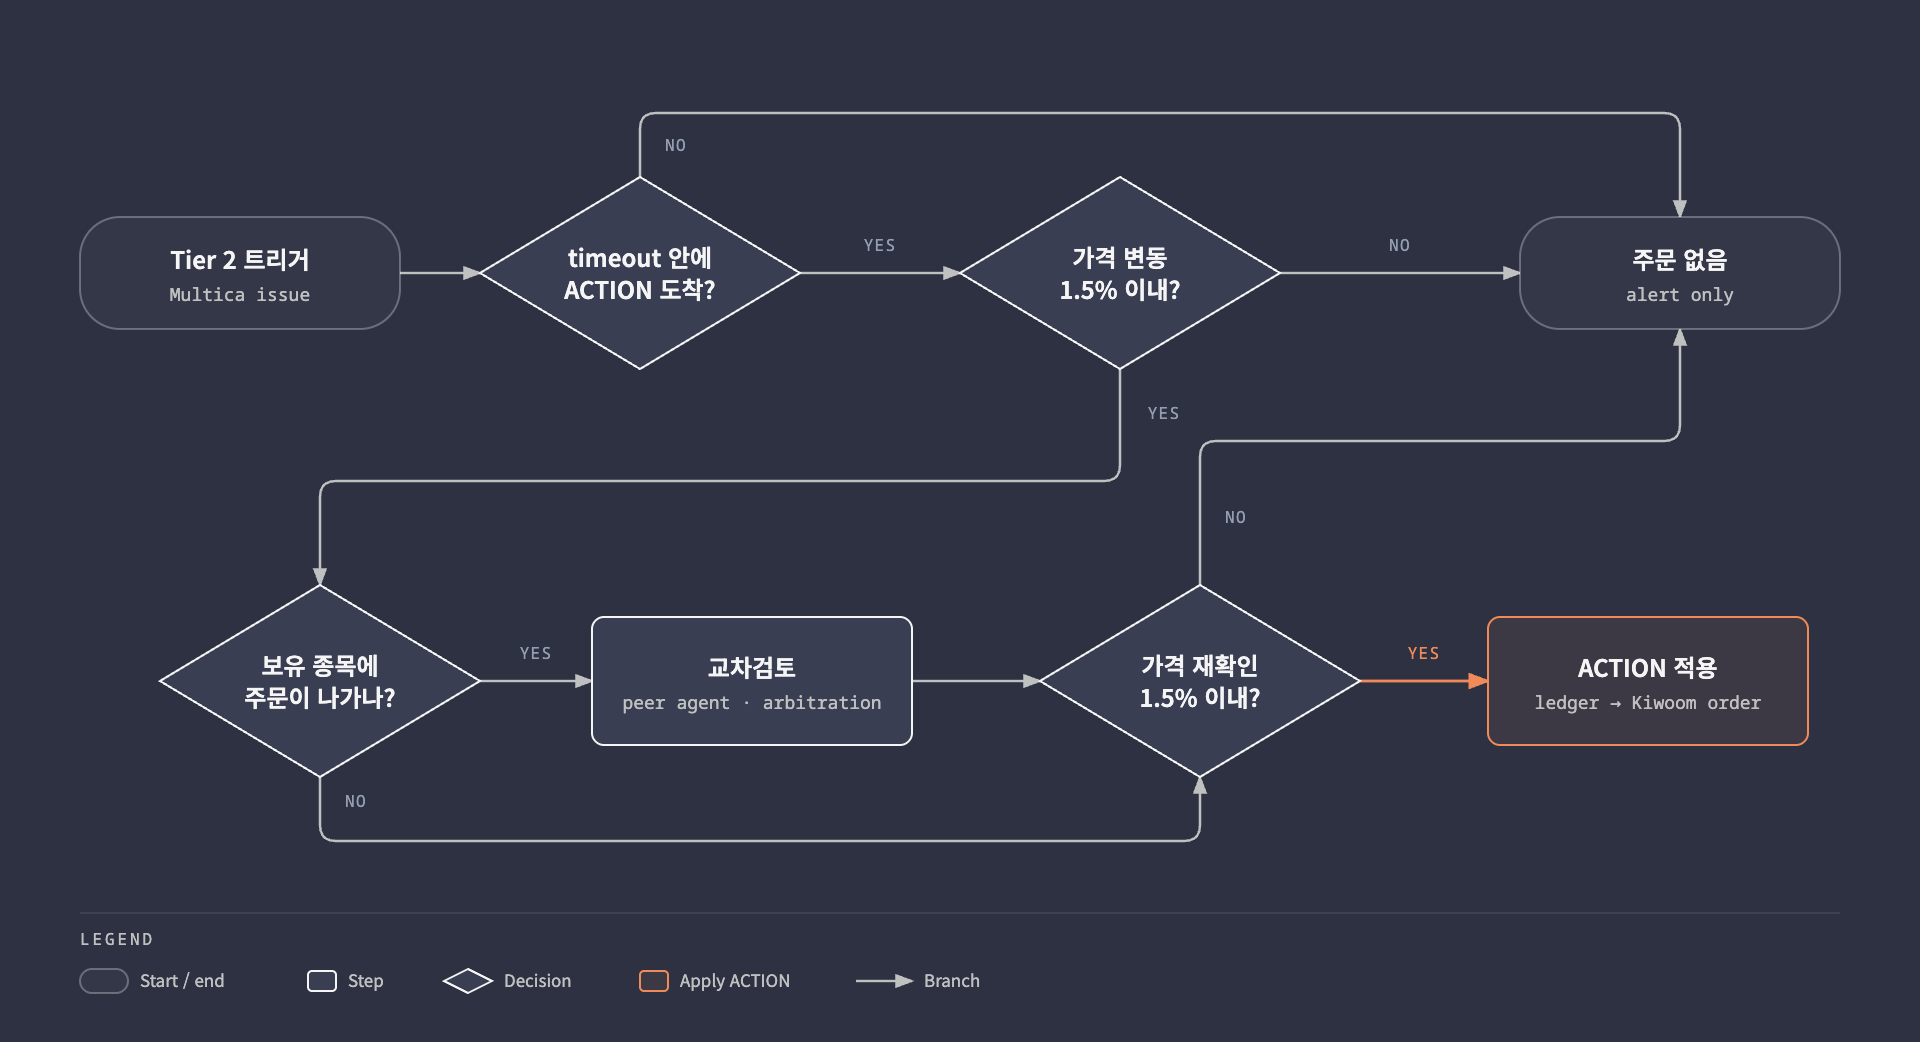 NO
Tier 2 트리거
Multica issue
timeout 안에
ACTION 도착?
YES
가격 변동
1.5% 이내?
NO
주문 없음
alert only
YES
NO
보유 종목에
주문이 나가나?
YES
교차검토
peer agent · arbitration
가격 재확인
1.5% 이내?
YES
ACTION 적용
ledger → Kiwoom order
NO
LEGEND
Start / end
Step
Decision
Apply ACTION
Branch